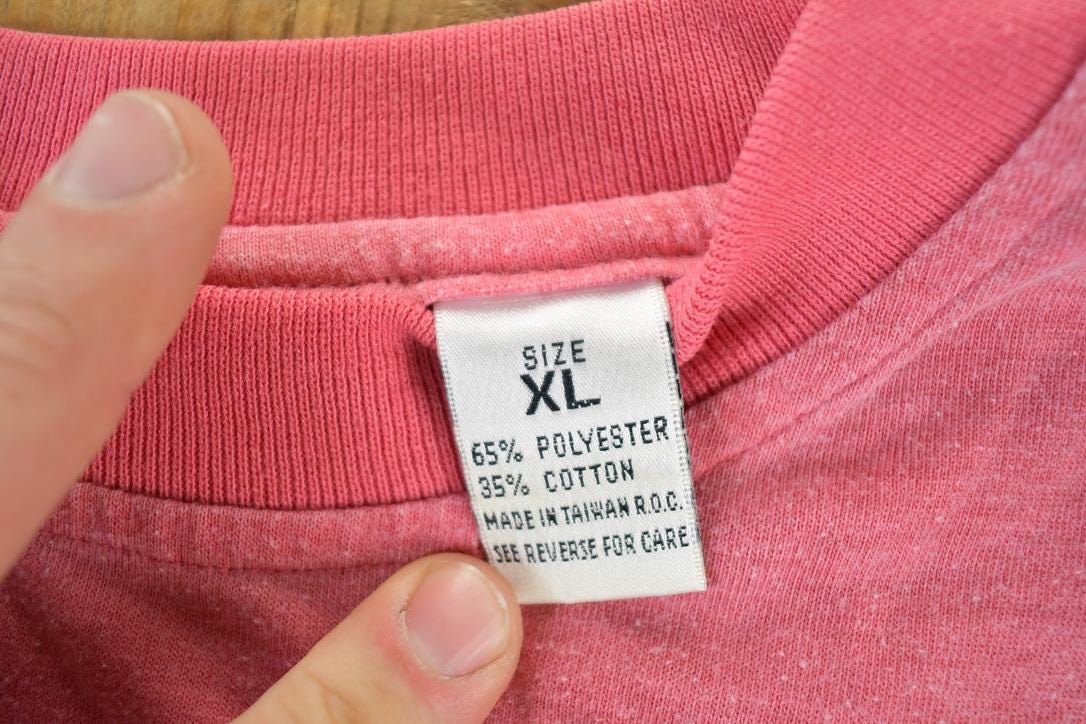 SIZE
XL
65% POLYESTER
35% COTTON
MADE IN TAIWAN R.O.C.
SEE REVERSE FOR CARE